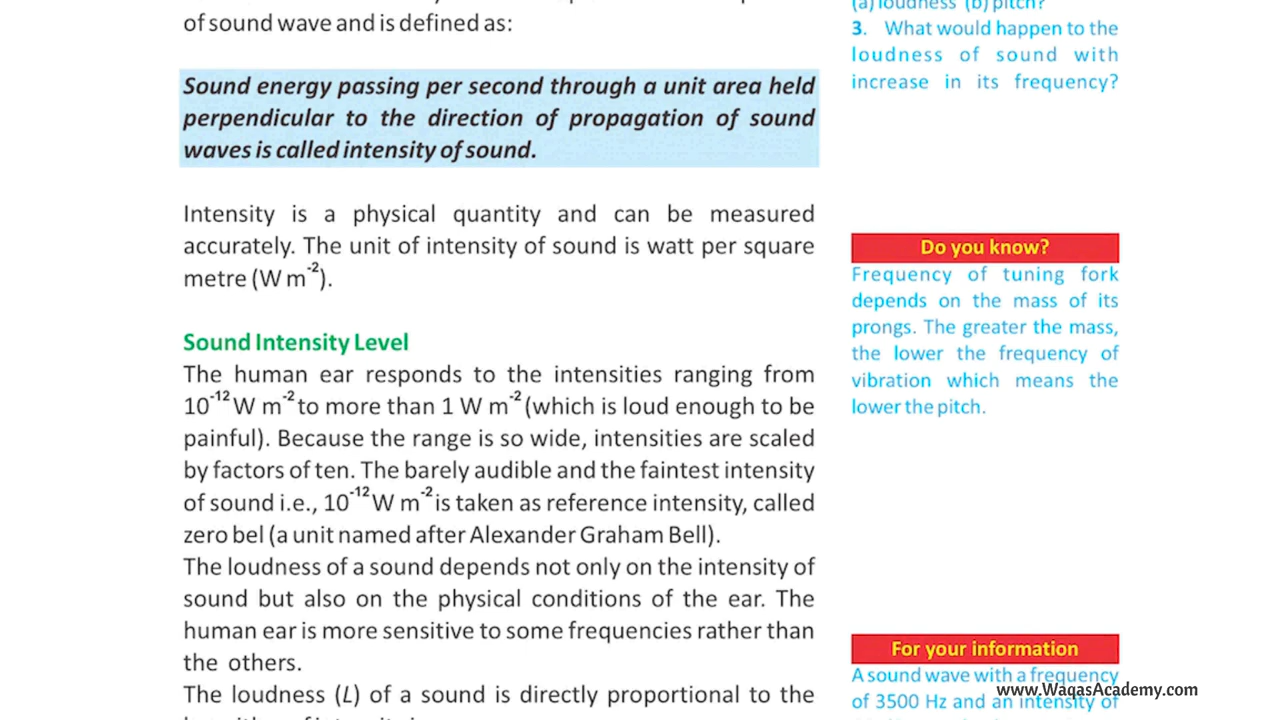 of sound wave and is defined as:
Sound energy passing per second through a unit area held
perpendicular to the direction of propagation of sound
waves is called intensity of sound.
Intensity is a physical quantity and can be measured
accurately. The unit of intensity of sound is watt per square
metre (W m⁻²).
Sound Intensity Level
The human ear responds to the intensities ranging from
10⁻¹² W m⁻² to more than 1 W m⁻² (which is loud enough to be
painful). Because the range is so wide, intensities are scaled
by factors of ten. The barely audible and the faintest intensity
of sound i.e., 10⁻¹² W m⁻² is taken as reference intensity, called
zero bel (a unit named after Alexander Graham Bell).
The loudness of a sound depends not only on the intensity of
sound but also on the physical conditions of the ear. The
human ear is more sensitive to some frequencies rather than
the others.
The loudness (L) of a sound is directly proportional to the
(a) loudness (b) pitch?
3. What would happen to the
loudness of sound with
increase in its frequency?
Do you know?
Frequency of tuning fork
depends on the mass of its
prongs. The greater the mass,
the lower the frequency of
vibration which means the
lower the pitch.
For your information
A sound wave with a frequency
of 3500 Hz and an intensity of
www.WaqasAcademy.com